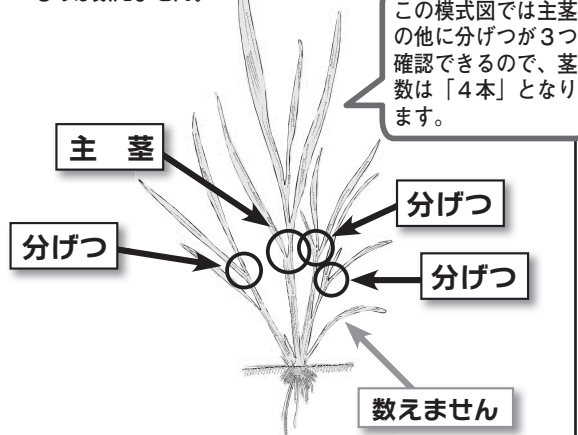 この模式図では主茎
の他に分げつが3つ
確認できるので、茎
数は「4本」となり
ます。
主 茎
分げつ
分げつ
分げつ
数えません